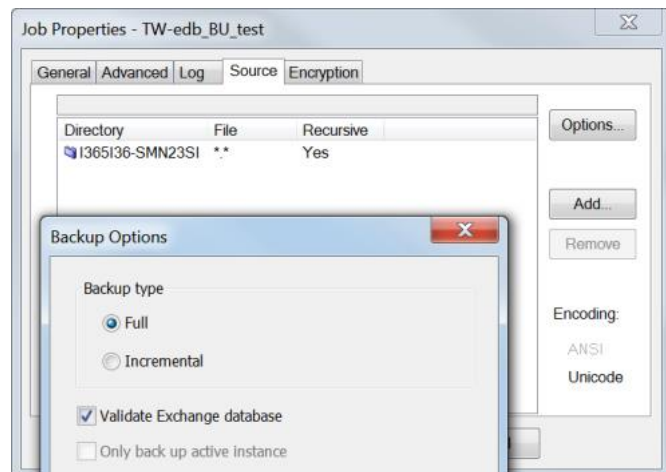 Job Properties - TW-edb_BU_test
General Advanced Log Source Encryption
Directory File Recursive
I365I36-SMN23SI *.* Yes
Options...
Add...
Remove
Encoding:
ANSI
Unicode
Backup Options
Backup type
Full
Incremental
Validate Exchange database
Only back up active instance